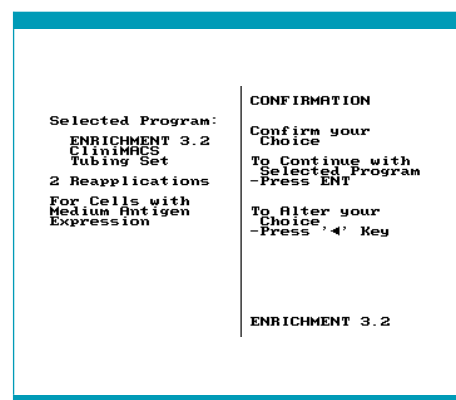 Selected Program:
ENRICHMENT 3.2
CliniMACS
Tubing Set
2 Reapplications
For Cells with
Medium Antigen
Expression
CONFIRMATION
Confirm your
Choice
To Continue with
Selected Program
-Press ENT
To Alter your
Choice
-Press '◄' Key
ENRICHMENT 3.2